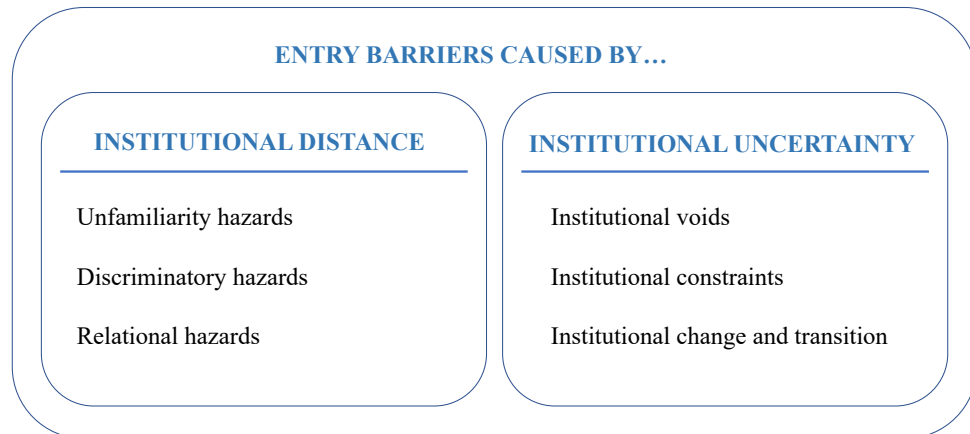 ENTRY BARRIERS CAUSED BY…
INSTITUTIONAL DISTANCE
Unfamiliarity hazards
Discriminatory hazards
Relational hazards
INSTITUTIONAL UNCERTAINTY
Institutional voids
Institutional constraints
Institutional change and transition